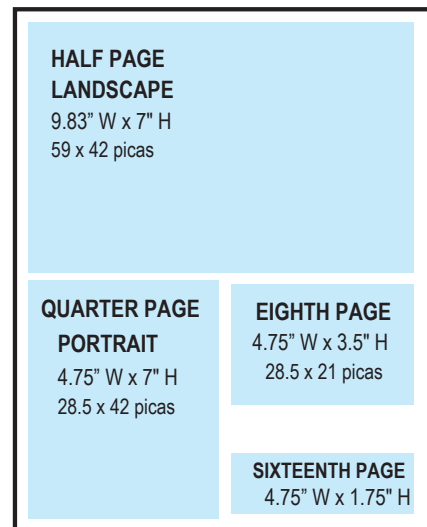 HALF PAGE
LANDSCAPE
9.83” W x 7" H
59 x 42 picas
QUARTER PAGE
PORTRAIT
4.75” W x 7" H
28.5 x 42 picas
EIGHTH PAGE
4.75” W x 3.5" H
28.5 x 21 picas
SIXTEENTH PAGE
4.75” W x 1.75" H